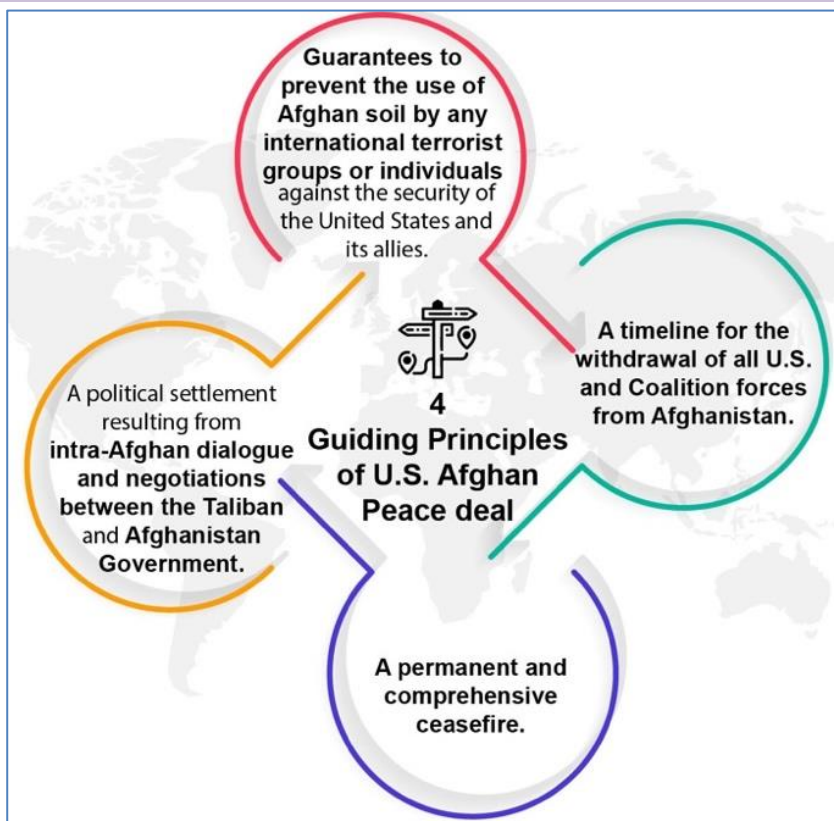 Guarantees to
prevent the use of
Afghan soil by any
international terrorist
groups or individuals
against the security of
the United States and
its allies.
A timeline for the
withdrawal of all U.S.
and Coalition forces
from Afghanistan.
4
Guiding Principles
of U.S. Afghan
Peace deal
A political settlement
resulting from
intra-Afghan dialogue
and negotiations
between the Taliban
and Afghanistan
Government.
A permanent and
comprehensive
ceasefire.